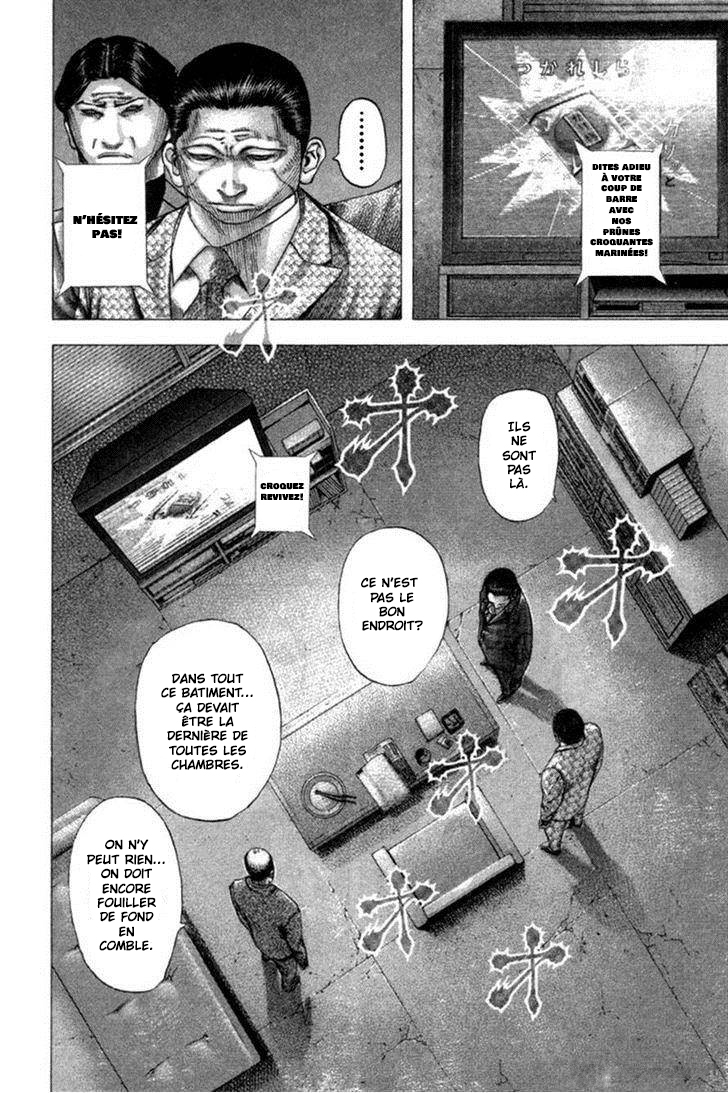 つかれしらず
DITES ADIEU
À VOTRE
COUP DE
BARRE
AVEC
NOS
PRÛNES
CROQUANTES
MARINÉES!
........
N'HÉSITEZ
PAS!
ILS
NE
SONT
PAS
LÀ.
CROQUEZ
REVIVEZ!
CE N'EST
PAS LE
BON
ENDROIT?
DANS TOUT
CE BATIMENT...
ÇA DEVAIT
ÊTRE LA
DERNIÈRE DE
TOUTES LES
CHAMBRES.
ON N'Y
PEUT RIEN...
ON DOIT
ENCORE
FOUILLER
DE FOND
EN
COMBLE.